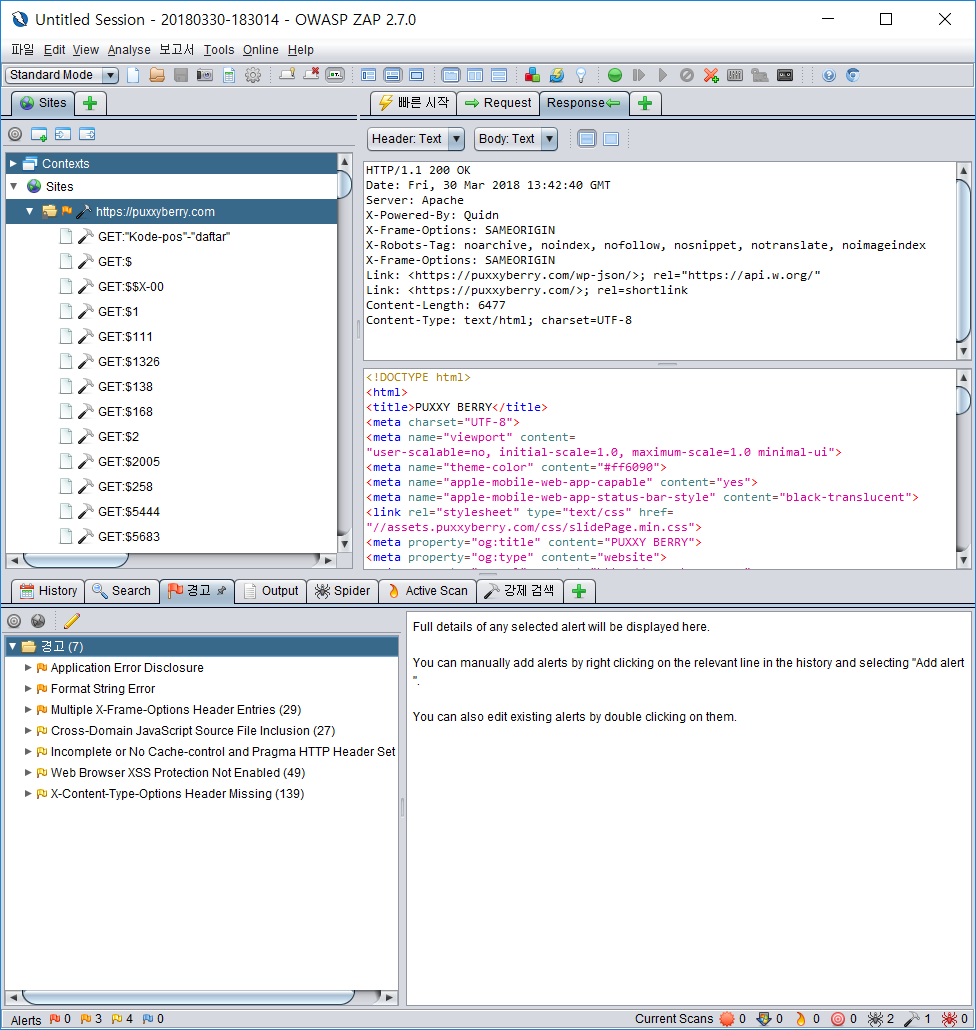 Untitled Session - 20180330-183014 - OWASP ZAP 2.7.0
파일 Edit View Analyse 보고서 Tools Online Help
Standard Mode
Sites
빠른 시작 Request Response
Header: Text Body: Text
Contexts
Sites
https://puxxyberry.com
GET:"Kode-pos"-"daftar"
GET:$
GET:$$X-00
GET:$1
GET:$111
GET:$1326
GET:$138
GET:$168
GET:$2
GET:$2005
GET:$258
GET:$5444
GET:$5683
HTTP/1.1 200 OK
Date: Fri, 30 Mar 2018 13:42:40 GMT
Server: Apache
X-Powered-By: Quidn
X-Frame-Options: SAMEORIGIN
X-Robots-Tag: noarchive, noindex, nofollow, nosnippet, notranslate, noimageindex
X-Frame-Options: SAMEORIGIN
Link: <https://puxxyberry.com/wp-json/>; rel="https://api.w.org/"
Link: <https://puxxyberry.com/>; rel=shortlink
Content-Length: 6477
Content-Type: text/html; charset=UTF-8
<!DOCTYPE html>
<html>
<title>PUXXY BERRY</title>
<meta charset="UTF-8">
<meta name="viewport" content=
"user-scalable=no, initial-scale=1.0, maximum-scale=1.0 minimal-ui">
<meta name="theme-color" content="#ff6090">
<meta name="apple-mobile-web-app-capable" content="yes">
<meta name="apple-mobile-web-app-status-bar-style" content="black-translucent">
<link rel="stylesheet" type="text/css" href=
"//assets.puxxyberry.com/css/slidePage.min.css">
<meta property="og:title" content="PUXXY BERRY">
<meta property="og:type" content="website">
History Search 경고 Output Spider Active Scan 강제 검색
경고 (7)
Application Error Disclosure
Format String Error
Multiple X-Frame-Options Header Entries (29)
Cross-Domain JavaScript Source File Inclusion (27)
Incomplete or No Cache-control and Pragma HTTP Header Set
Web Browser XSS Protection Not Enabled (49)
X-Content-Type-Options Header Missing (139)
Full details of any selected alert will be displayed here.
You can manually add alerts by right clicking on the relevant line in the history and selecting "Add alert
".
You can also edit existing alerts by double clicking on them.
Alerts 0 3 4 0 Current Scans 0 0 0 0 2 1 0